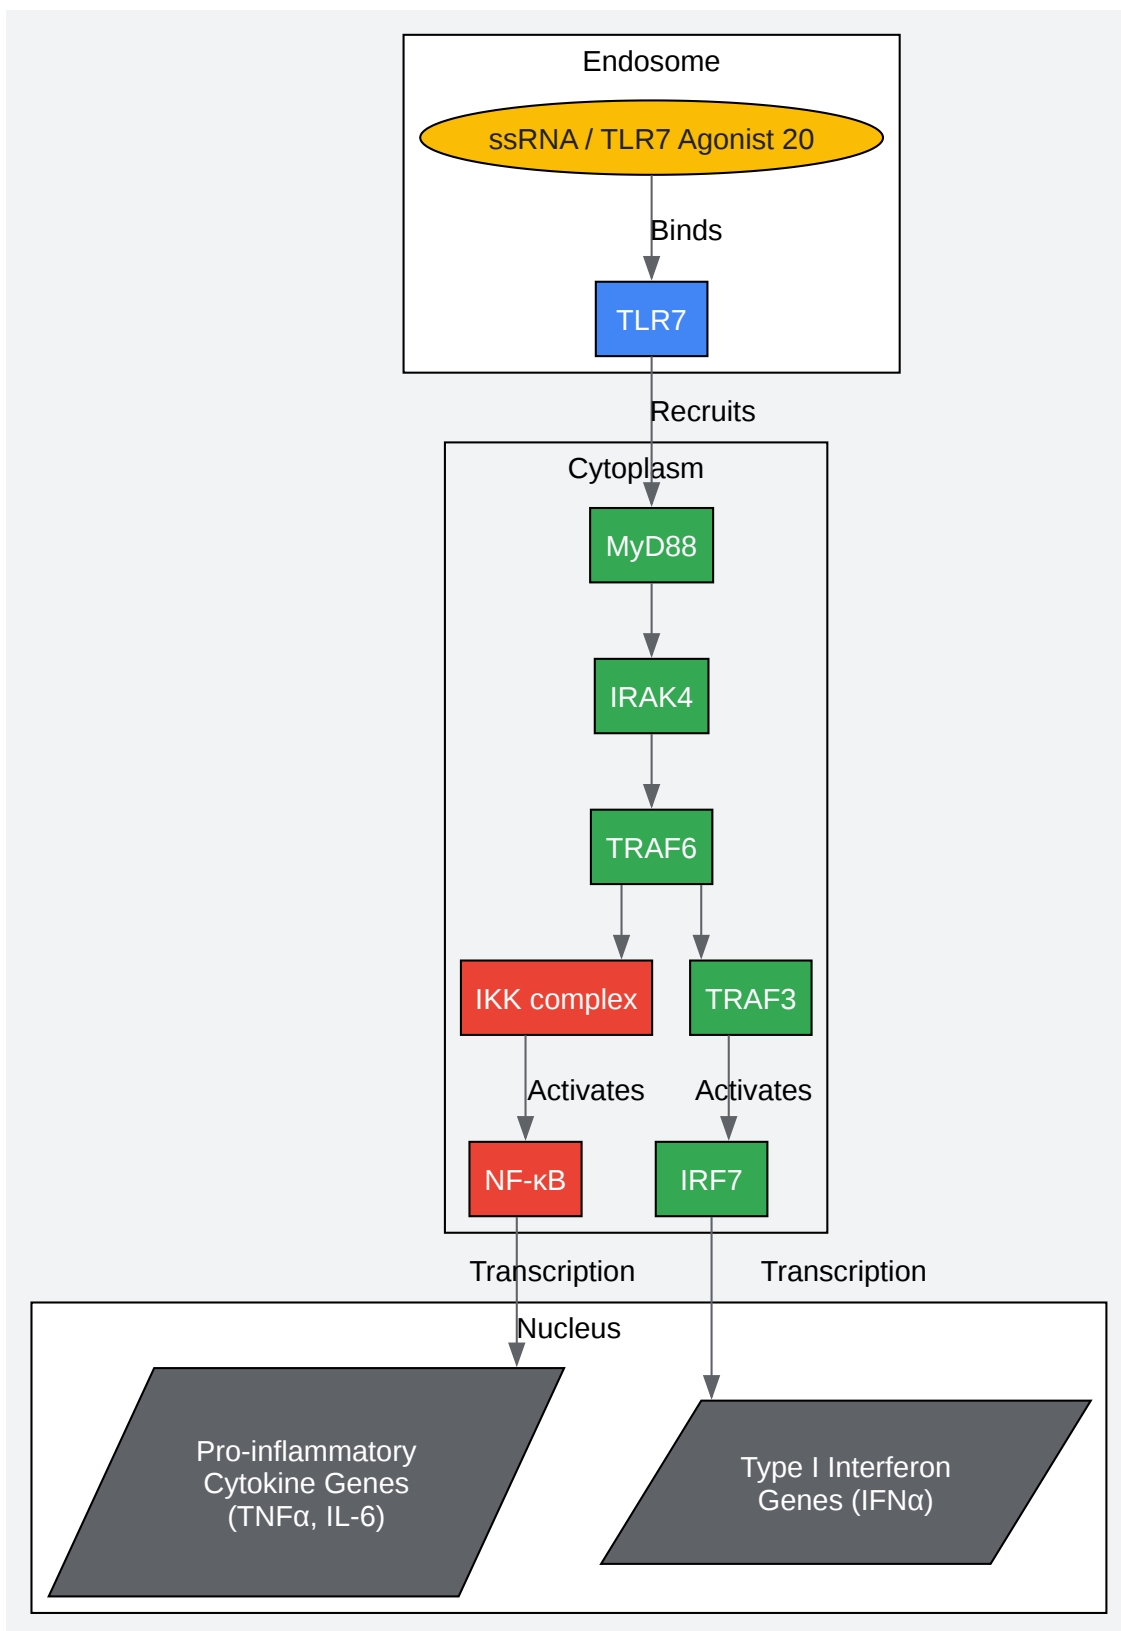 Endosome
ssRNA / TLR7 Agonist 20
Binds
TLR7
Recruits
Cytoplasm
MyD88
IRAK4
TRAF6
IKK complex
TRAF3
Activates
Activates
NF-κB
IRF7
Transcription
Transcription
Nucleus
Pro-inflammatory
Cytokine Genes
(TNFα, IL-6)
Type I Interferon
Genes (IFNα)